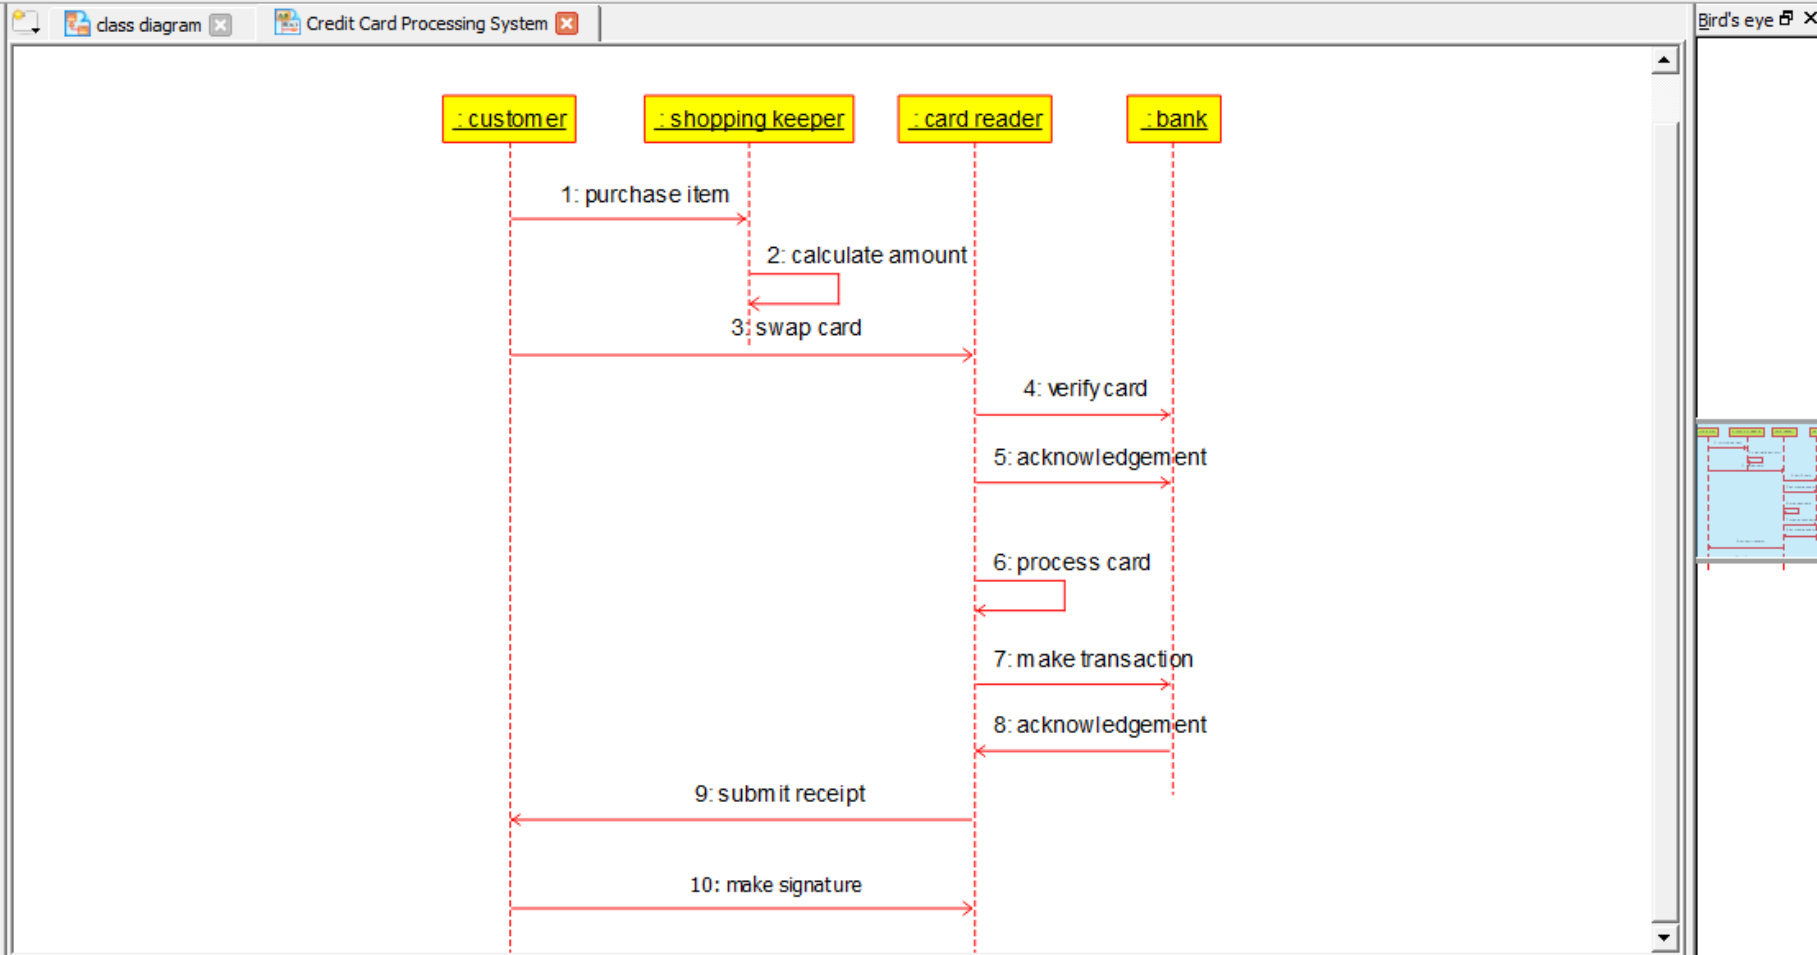 class diagram
Credit Card Processing System
Bird's eye
: customer
: shopping keeper
: card reader
: bank
1: purchase item
2: calculate amount
3: swap card
4: verify card
5: acknowledgement
6: process card
7: make transaction
8: acknowledgement
9: submit receipt
10: make signature